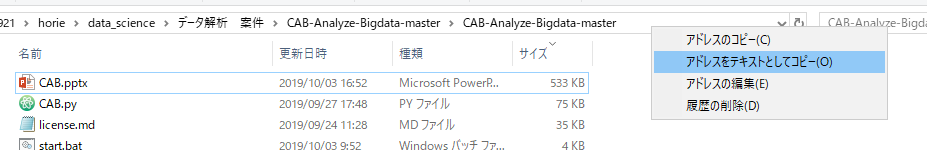 921 › horie › data_science › データ解析　案件 › CAB-Analyze-Bigdata-master › CAB-Analyze-Bigdata-master
CAB-Analyze-Bigda
アドレスのコピー(C)
アドレスをテキストとしてコピー(O)
アドレスの編集(E)
履歴の削除(D)
名前 更新日時 種類 サイズ
CAB.pptx 2019/10/03 16:52 Microsoft PowerP... 533 KB
CAB.py 2019/09/27 17:48 PY ファイル 75 KB
license.md 2019/09/24 11:28 MD ファイル 35 KB
start.bat 2019/10/03 9:52 Windows バッチ ファ... 4 KB